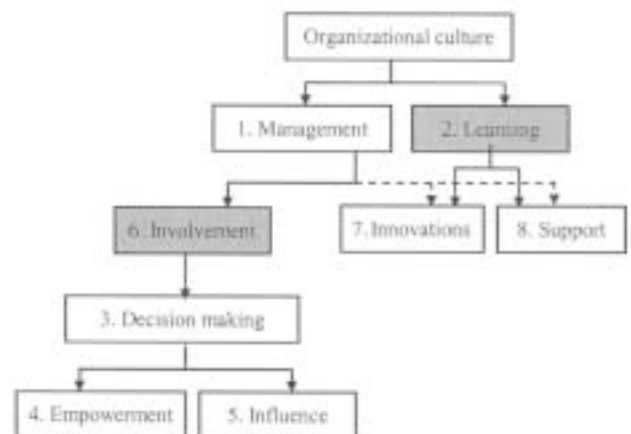 Organizational culture
1. Management
2. Learning
6. Involvement
7. Innovations
8. Support
3. Decision making
4. Empowerment
5. Influence